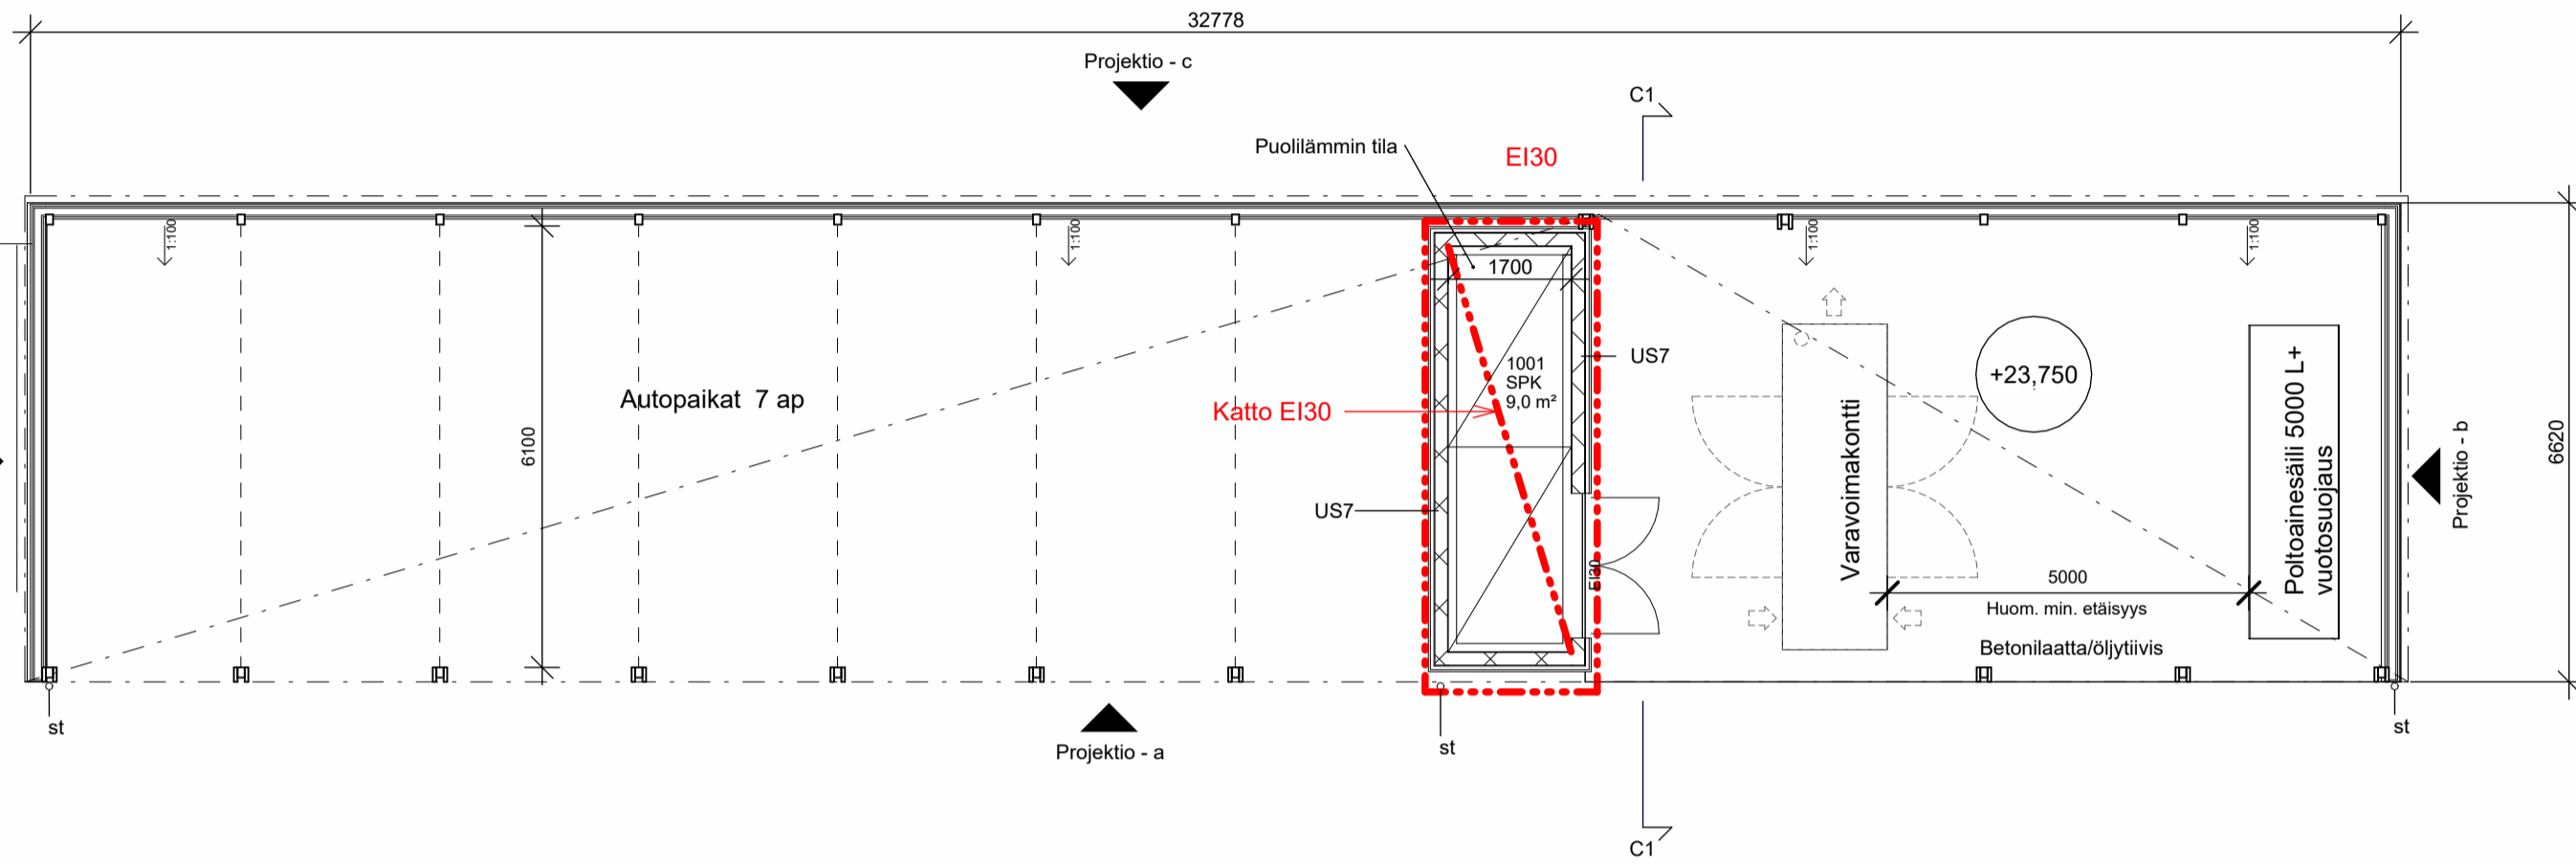 32778
Projektio - c
C1
Puolilämmin tila
EI30
1:100
1:100
1:100
1:100
1700
1001
SPK
9,0 m²
US7
+23,750
Autopaikat 7 ap
Katto EI30
6100
US7
EI30
Varavoimakontti
5000
Huom. min. etäisyys
Betonilaatta/öljytiivis
Poltoainesäili 5000 L+
vuotosuojaus
Projektio - b
6620
st
st
st
Projektio - a
C1